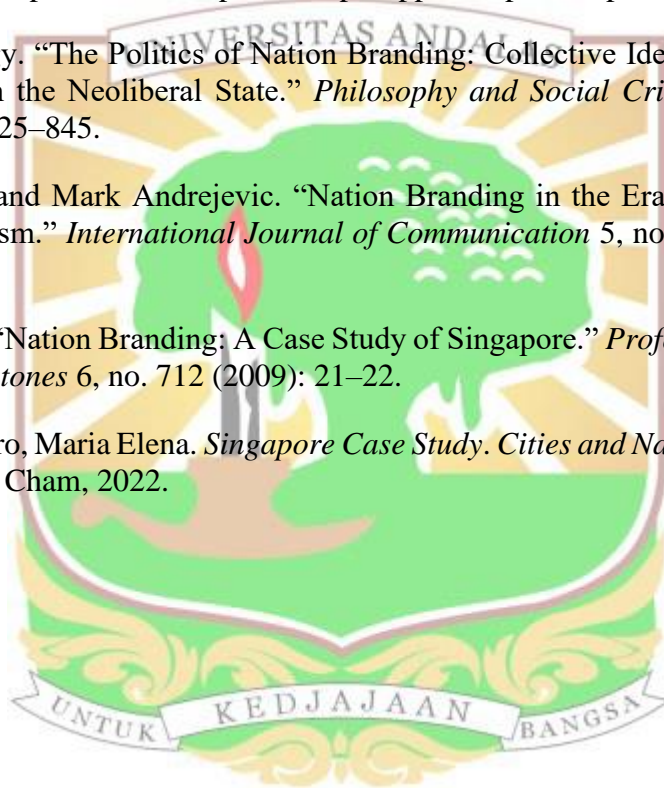 UNIVERSITAS ANDALAS
y. “The Politics of Nation Branding: Collective Ide
n the Neoliberal State.” Philosophy and Social Cri
25–845.
and Mark Andrejevic. “Nation Branding in the Era
sm.” International Journal of Communication 5, no
“Nation Branding: A Case Study of Singapore.” Profe
tones 6, no. 712 (2009): 21–22.
ro, Maria Elena. Singapore Case Study. Cities and Na
Cham, 2022.
UNTUK KEDJAJAAN BANGSA